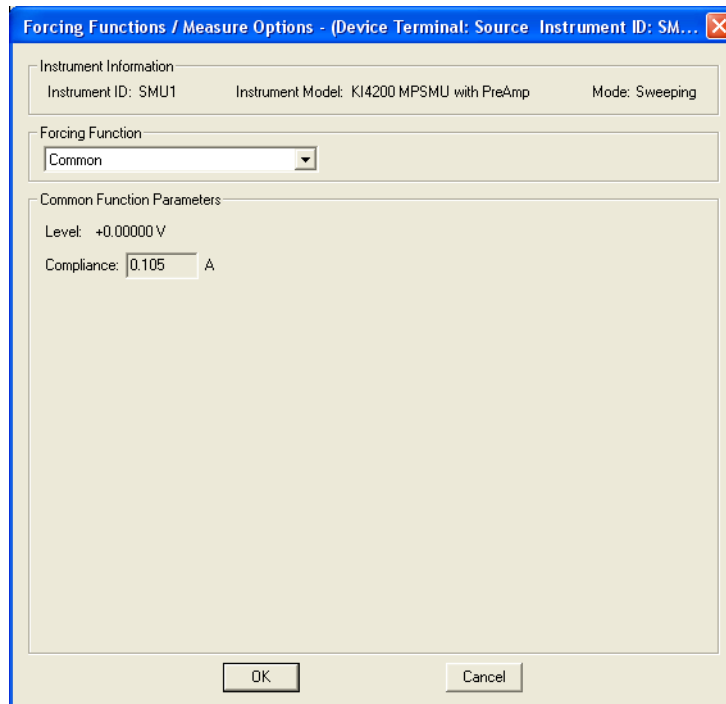 Forcing Functions / Measure Options - (Device Terminal: Source  Instrument ID: SM...
Instrument Information
Instrument ID: SMU1 Instrument Model: KI4200 MPSMU with PreAmp Mode: Sweeping
Forcing Function
Common
Common Function Parameters
Level: +0.00000 V
Compliance: 0.105 A
OK Cancel